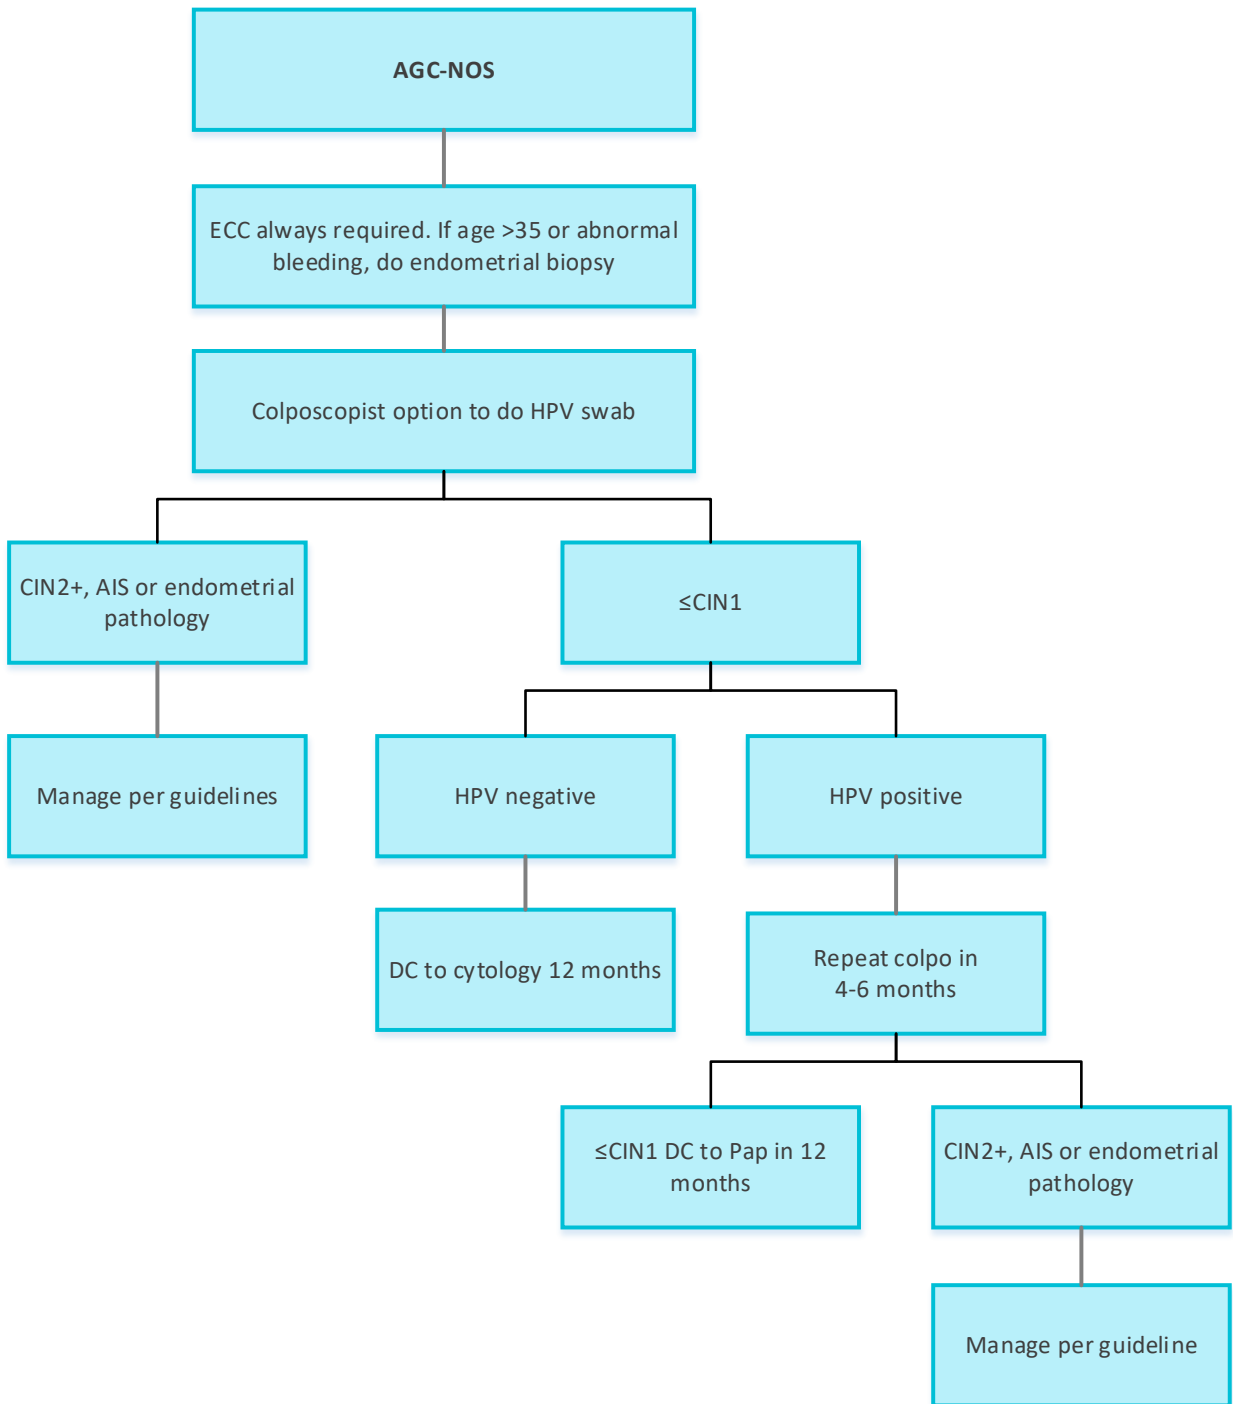 AGC-NOS
ECC always required. If age >35 or abnormal
bleeding, do endometrial biopsy
Colposcopist option to do HPV swab
CIN2+, AIS or endometrial
pathology
≤CIN1
Manage per guidelines
HPV negative
HPV positive
DC to cytology 12 months
Repeat colpo in
4-6 months
≤CIN1 DC to Pap in 12
months
CIN2+, AIS or endometrial
pathology
Manage per guideline